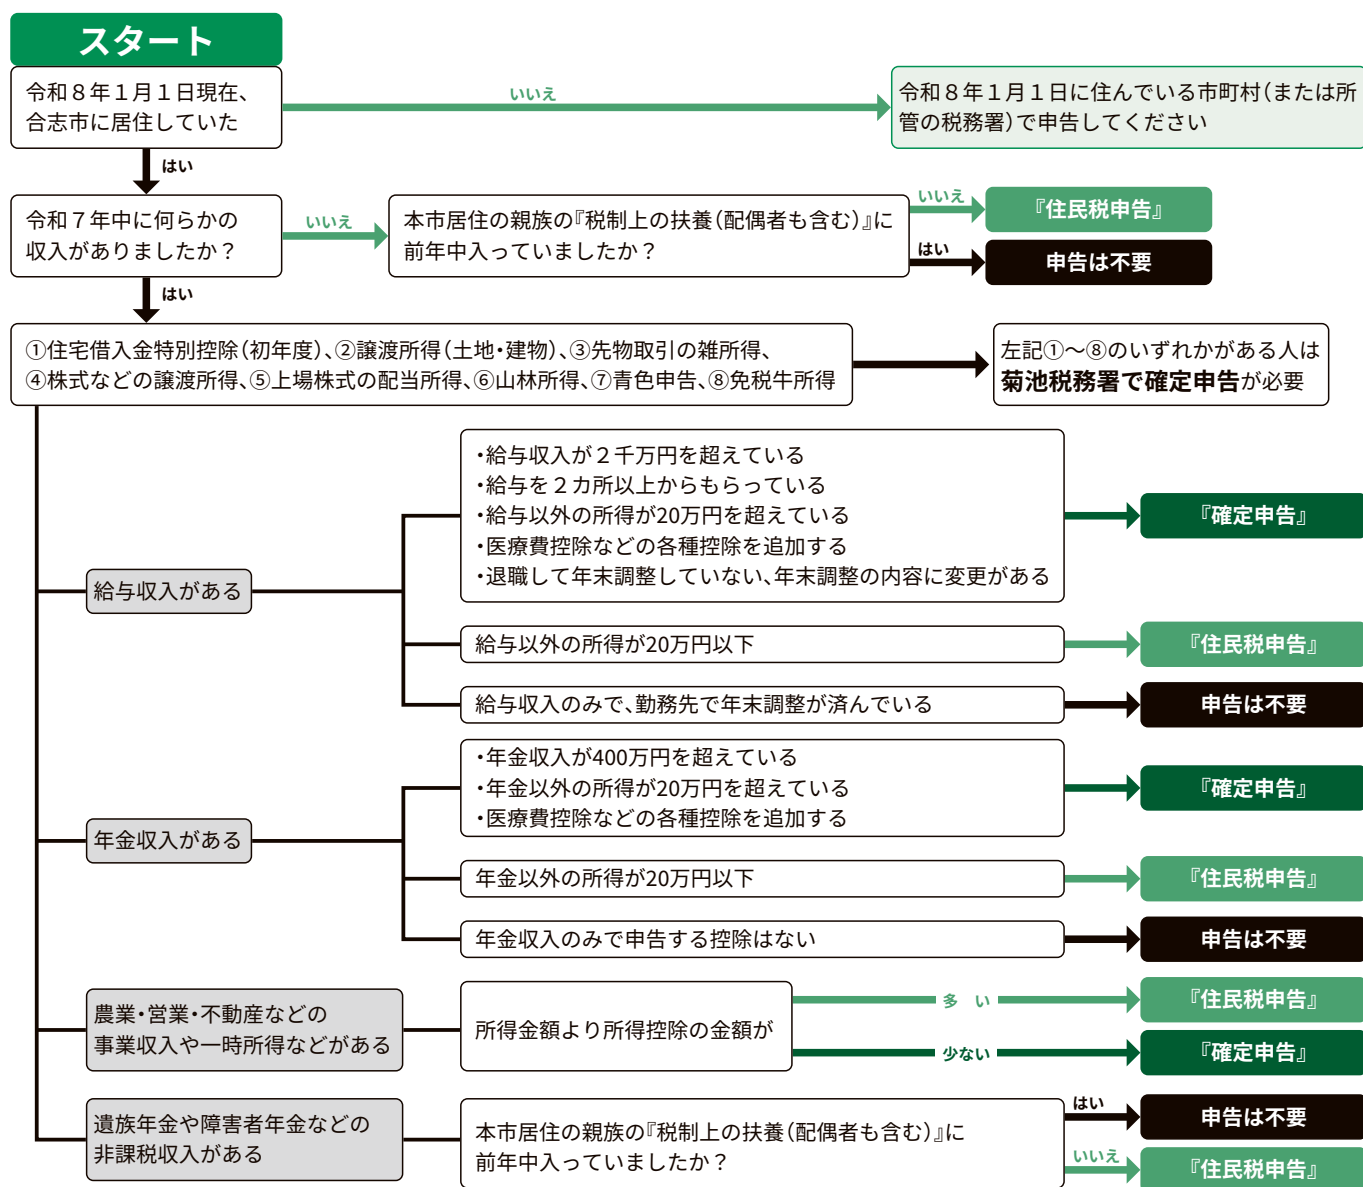 スタート
令和８年１月１日現在、
合志市に居住していた
いいえ
令和８年１月１日に住んでいる市町村（または所
管の税務署）で申告してください
はい
令和７年中に何らかの
収入がありましたか？
いいえ
本市居住の親族の『税制上の扶養（配偶者も含む）』に
前年中入っていましたか？
いいえ
『住民税申告』
はい
申告は不要
はい
①住宅借入金特別控除（初年度）、②譲渡所得（土地・建物）、③先物取引の雑所得、
④株式などの譲渡所得、⑤上場株式の配当所得、⑥山林所得、⑦青色申告、⑧免税牛所得
左記①〜⑧のいずれかがある人は
菊池税務署で確定申告が必要
給与収入がある
・給与収入が２千万円を超えている
・給与を２カ所以上からもらっている
・給与以外の所得が20万円を超えている
・医療費控除などの各種控除を追加する
・退職して年末調整していない、年末調整の内容に変更がある
『確定申告』
給与以外の所得が20万円以下
『住民税申告』
給与収入のみで、勤務先で年末調整が済んでいる
申告は不要
年金収入がある
・年金収入が400万円を超えている
・年金以外の所得が20万円を超えている
・医療費控除などの各種控除を追加する
『確定申告』
年金以外の所得が20万円以下
『住民税申告』
年金収入のみで申告する控除はない
申告は不要
農業・営業・不動産などの
事業収入や一時所得などがある
所得金額より所得控除の金額が
多 い
『住民税申告』
少ない
『確定申告』
遺族年金や障害者年金などの
非課税収入がある
本市居住の親族の『税制上の扶養（配偶者も含む）』に
前年中入っていましたか？
はい
申告は不要
いいえ
『住民税申告』